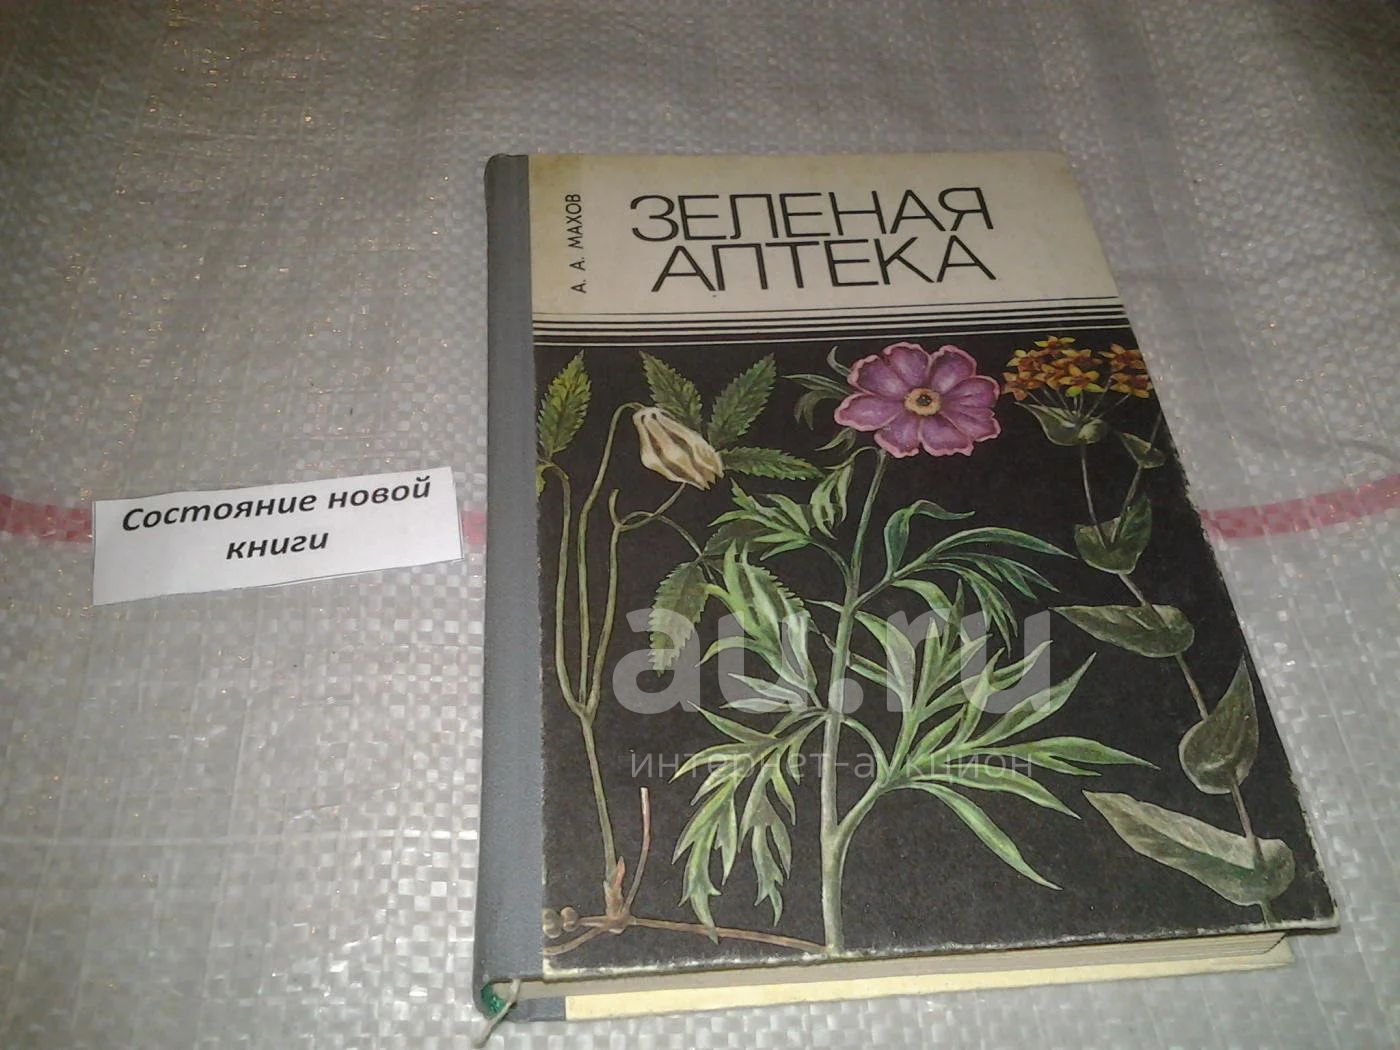 А. А. МАХОВ
ЗЕЛЕНАЯ
АПТЕКА
Состояние новой
книги
au.ru
интернет-аукцион